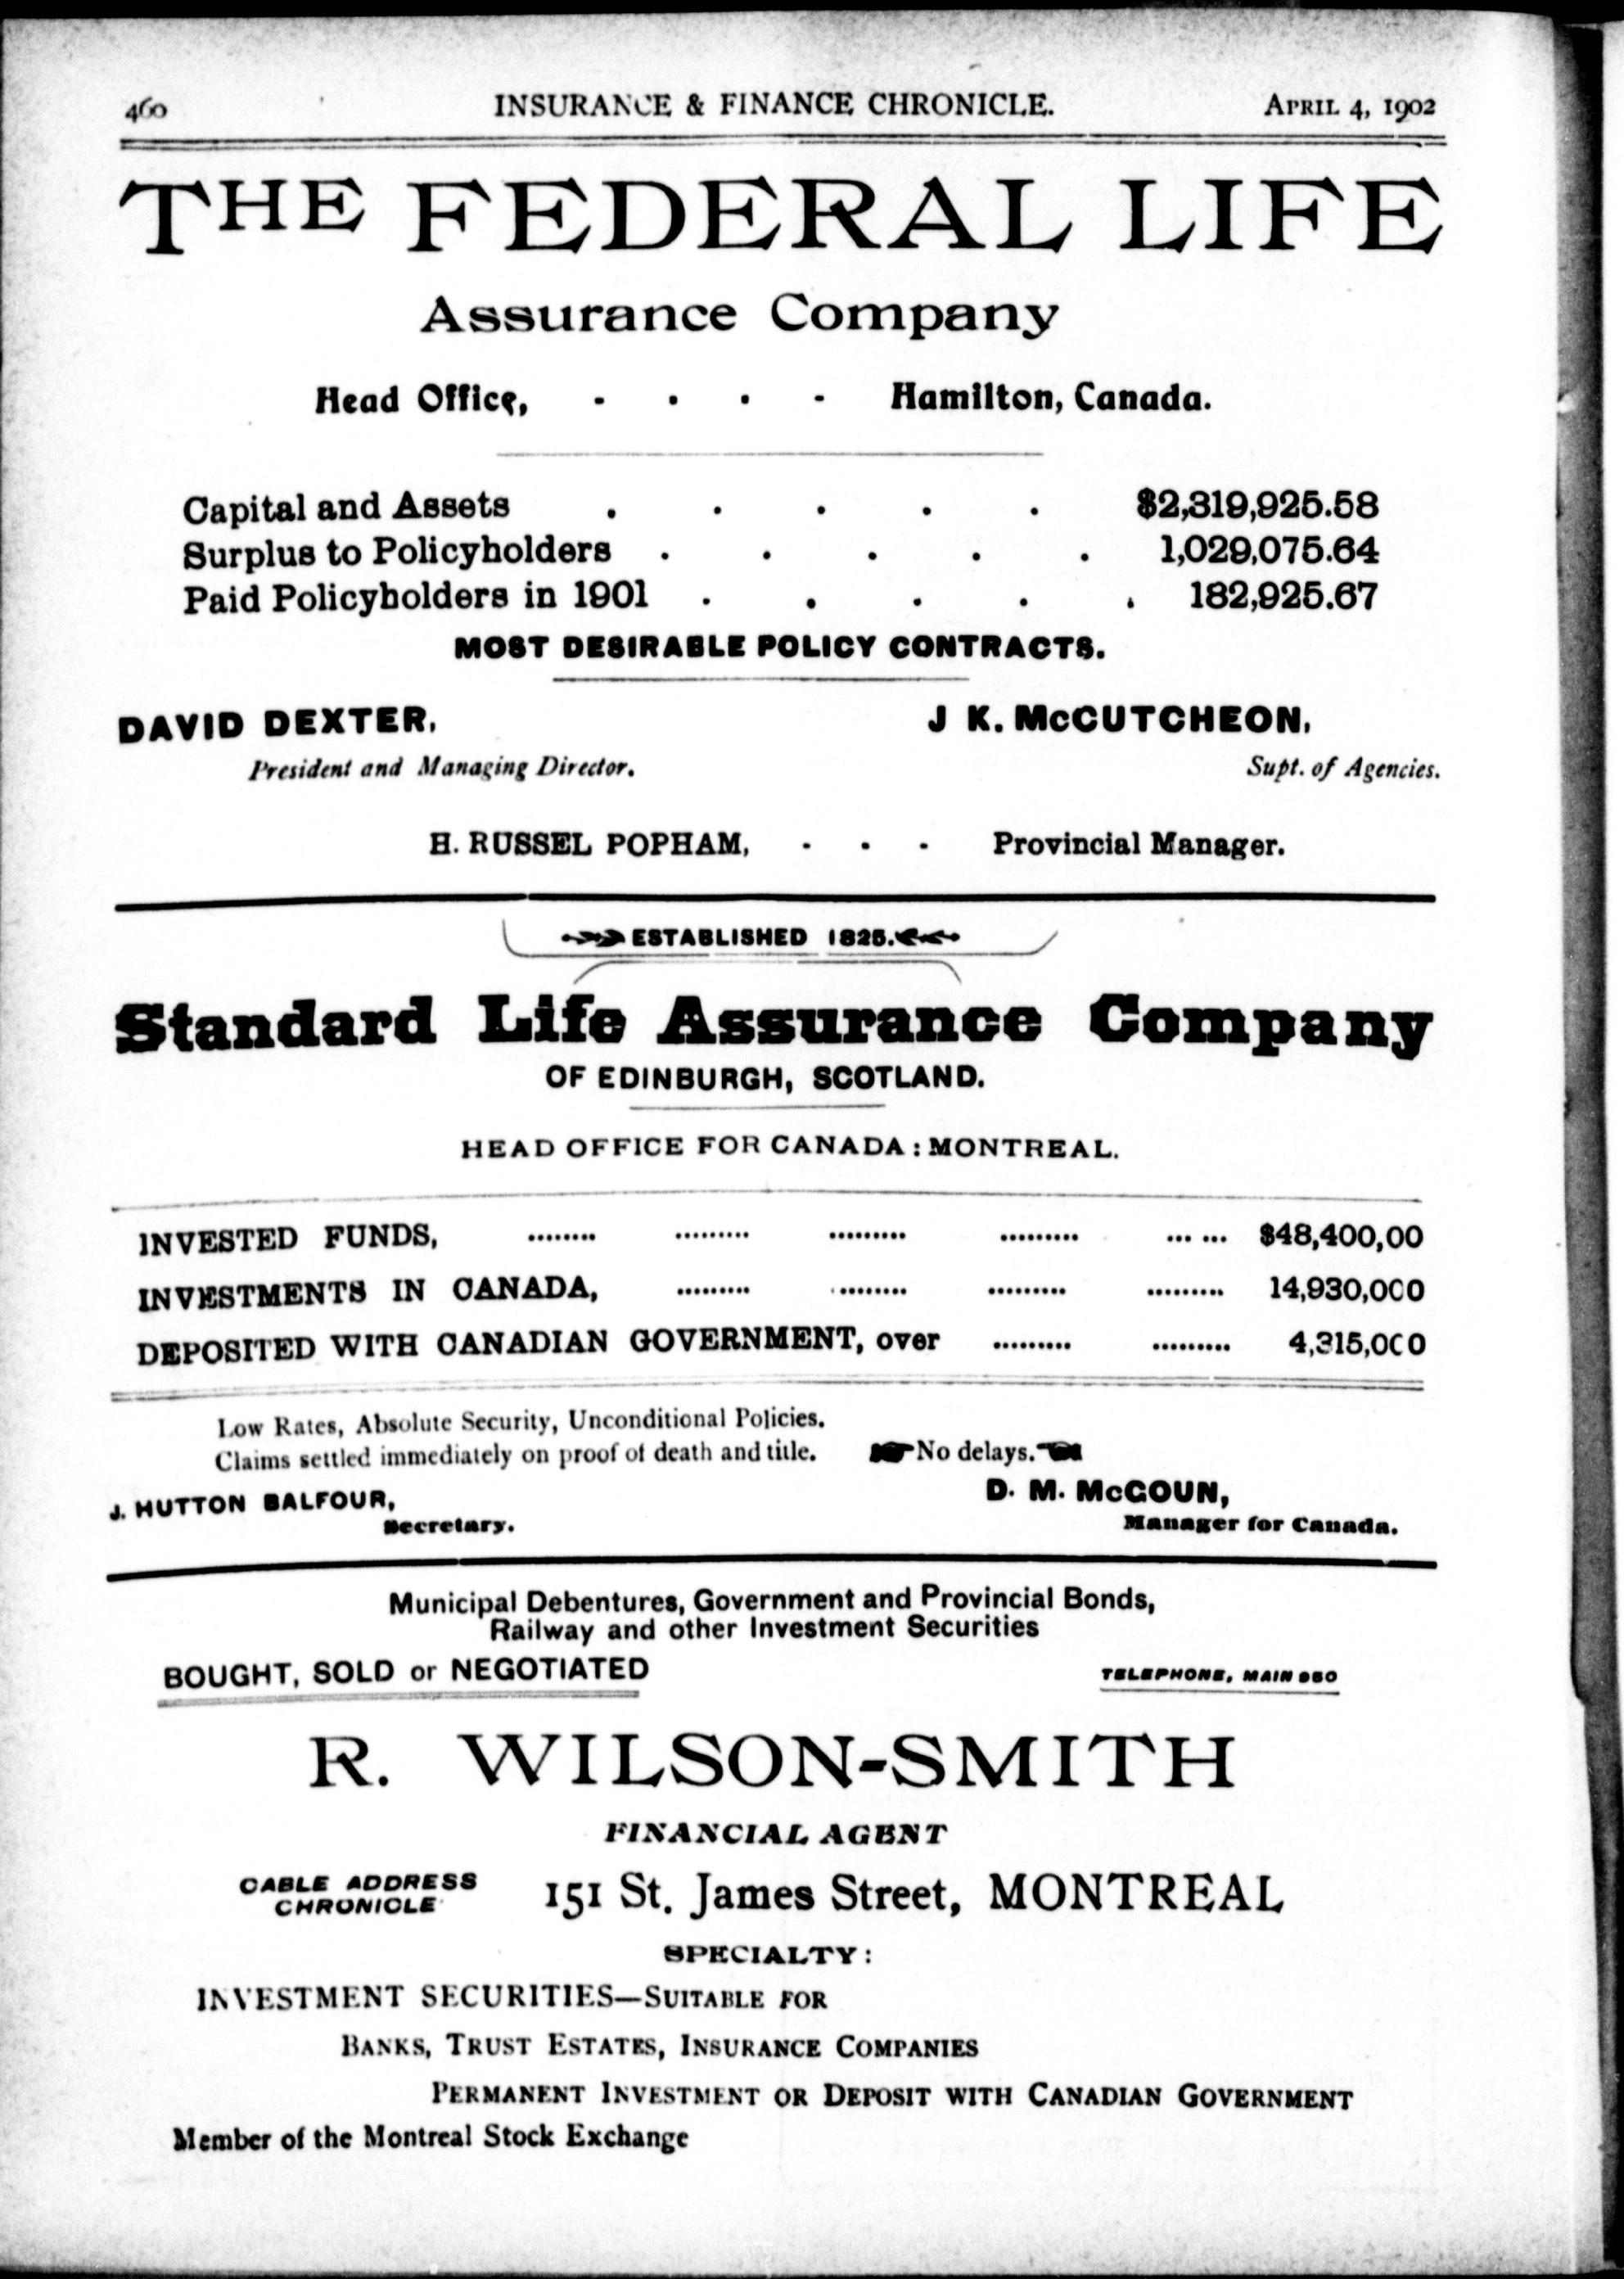 460 INSURANCE & FINANCE CHRONICLE. APRIL 4, 1902
THE FEDERAL LIFE
Assurance Company
Head Office, - - - - Hamilton, Canada.
Capital and Assets . . . . . $2,319,925.58
Surplus to Policyholders . . . . . 1,029,075.64
Paid Policyholders in 1901 . . . . . 182,925.67
MOST DESIRABLE POLICY CONTRACTS.
DAVID DEXTER, J K. McCUTCHEON,
President and Managing Director. Supt. of Agencies.
H. RUSSEL POPHAM, - - - Provincial Manager.
ESTABLISHED 1825.
Standard Life Assurance Company
OF EDINBURGH, SCOTLAND.
HEAD OFFICE FOR CANADA : MONTREAL.
INVESTED FUNDS, ........ ......... ......... ......... ... ... $48,400,00
INVESTMENTS IN CANADA, ......... ......... ......... ......... 14,930,000
DEPOSITED WITH CANADIAN GOVERNMENT, over ......... ......... 4,315,000
Low Rates, Absolute Security, Unconditional Policies.
Claims settled immediately on proof of death and title. No delays.
J. HUTTON BALFOUR, D. M. McGOUN,
Secretary. Manager for Canada.
Municipal Debentures, Government and Provincial Bonds,
Railway and other Investment Securities
BOUGHT, SOLD or NEGOTIATED TELEPHONE, MAIN
R. WILSON-SMITH
FINANCIAL AGENT
CABLE ADDRESS
CHRONICLE 151 St. James Street, MONTREAL
SPECIALTY :
INVESTMENT SECURITIES—SUITABLE FOR
BANKS, TRUST ESTATES, INSURANCE COMPANIES
PERMANENT INVESTMENT OR DEPOSIT WITH CANADIAN GOVERNMENT
Member of the Montreal Stock Exchange